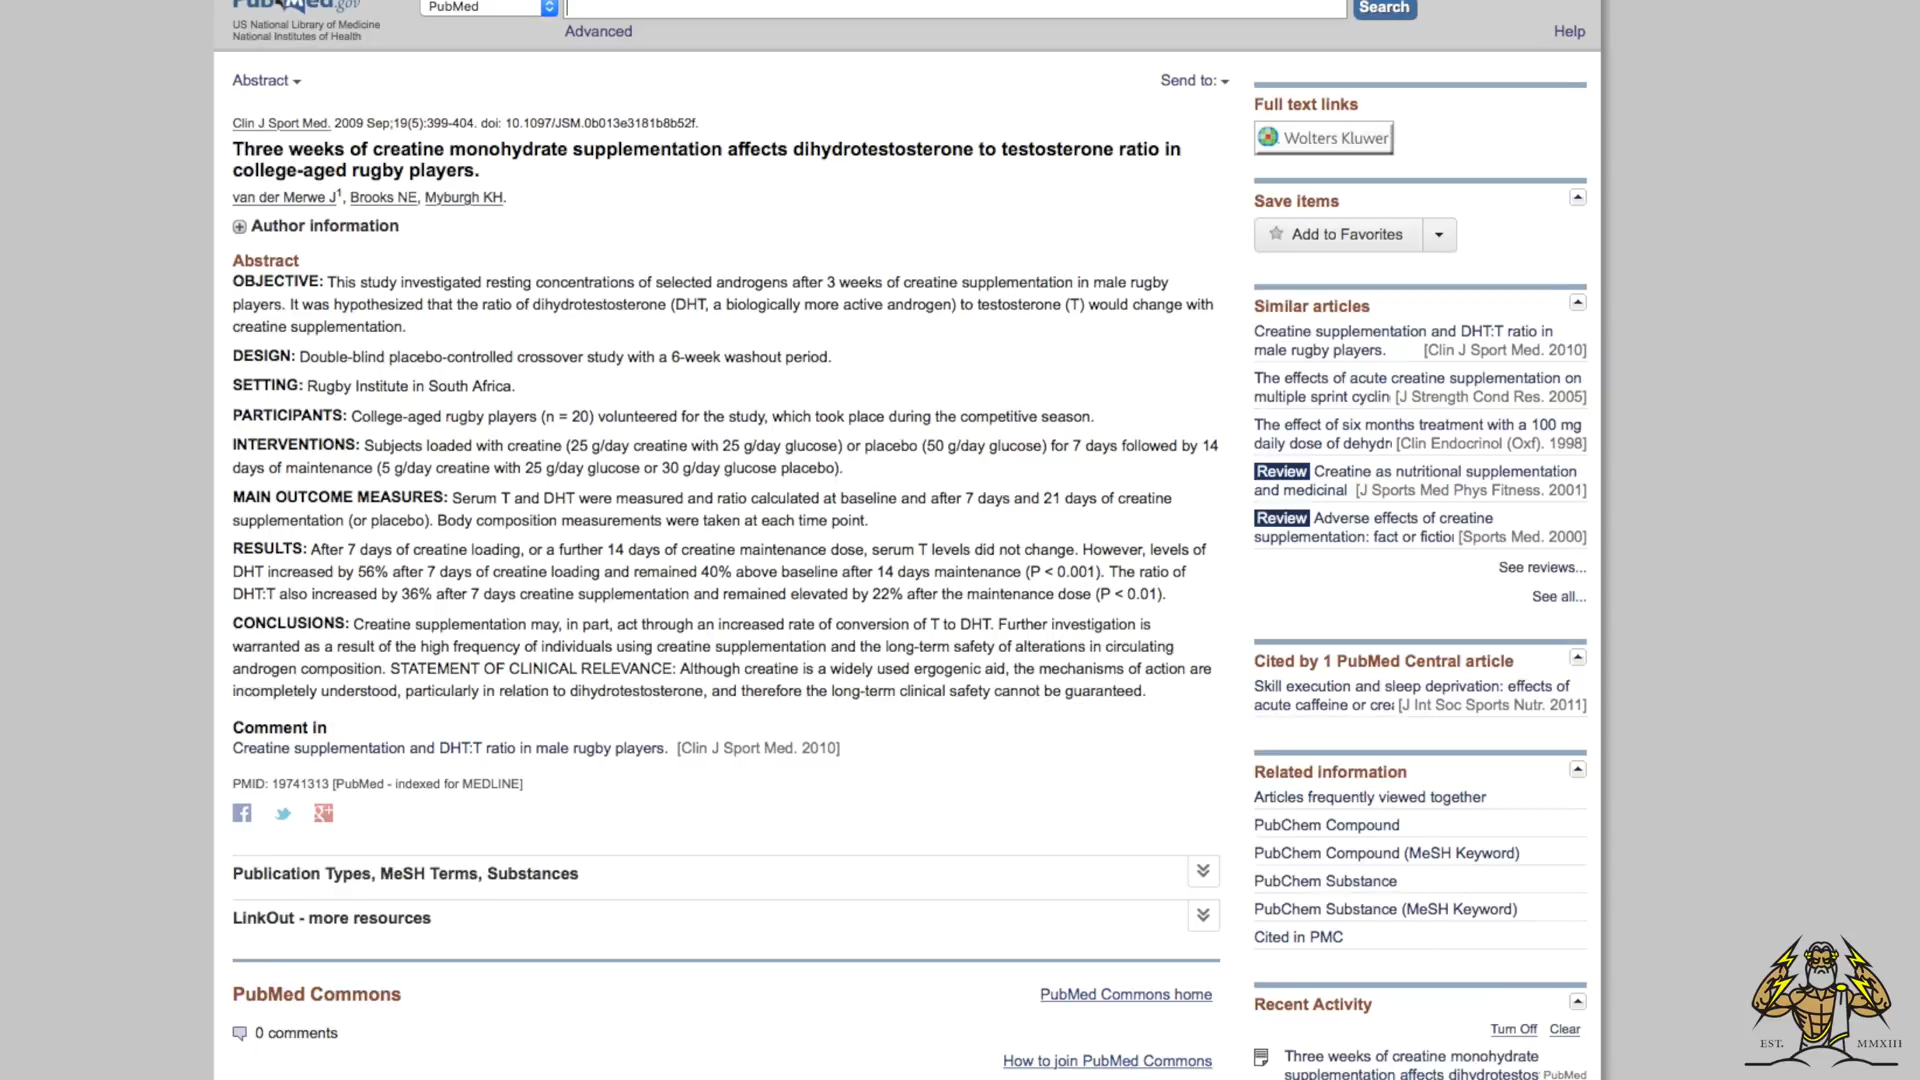 PubMed.gov
US National Library of Medicine
National Institutes of Health
PubMed
Search
Advanced
Help
Abstract
Send to:
Clin J Sport Med. 2009 Sep;19(5):399-404. doi: 10.1097/JSM.0b013e3181b8b52f.
Three weeks of creatine monohydrate supplementation affects dihydrotestosterone to testosterone ratio in
college-aged rugby players.
van der Merwe J1, Brooks NE, Myburgh KH.
Author information
Abstract
OBJECTIVE: This study investigated resting concentrations of selected androgens after 3 weeks of creatine supplementation in male rugby
players. It was hypothesized that the ratio of dihydrotestosterone (DHT, a biologically more active androgen) to testosterone (T) would change with
creatine supplementation.
DESIGN: Double-blind placebo-controlled crossover study with a 6-week washout period.
SETTING: Rugby Institute in South Africa.
PARTICIPANTS: College-aged rugby players (n = 20) volunteered for the study, which took place during the competitive season.
INTERVENTIONS: Subjects loaded with creatine (25 g/day creatine with 25 g/day glucose) or placebo (50 g/day glucose) for 7 days followed by 14
days of maintenance (5 g/day creatine with 25 g/day glucose or 30 g/day glucose placebo).
MAIN OUTCOME MEASURES: Serum T and DHT were measured and ratio calculated at baseline and after 7 days and 21 days of creatine
supplementation (or placebo). Body composition measurements were taken at each time point.
RESULTS: After 7 days of creatine loading, or a further 14 days of creatine maintenance dose, serum T levels did not change. However, levels of
DHT increased by 56% after 7 days of creatine loading and remained 40% above baseline after 14 days maintenance (P < 0.001). The ratio of
DHT:T also increased by 36% after 7 days creatine supplementation and remained elevated by 22% after the maintenance dose (P < 0.01).
CONCLUSIONS: Creatine supplementation may, in part, act through an increased rate of conversion of T to DHT. Further investigation is
warranted as a result of the high frequency of individuals using creatine supplementation and the long-term safety of alterations in circulating
androgen composition. STATEMENT OF CLINICAL RELEVANCE: Although creatine is a widely used ergogenic aid, the mechanisms of action are
incompletely understood, particularly in relation to dihydrotestosterone, and therefore the long-term clinical safety cannot be guaranteed.
Comment in
Creatine supplementation and DHT:T ratio in male rugby players. [Clin J Sport Med. 2010]
PMID: 19741313 [PubMed - indexed for MEDLINE]
Publication Types, MeSH Terms, Substances
LinkOut - more resources
PubMed Commons
PubMed Commons home
0 comments
How to join PubMed Commons
Full text links
Wolters Kluwer
Save items
Add to Favorites
Similar articles
Creatine supplementation and DHT:T ratio in
male rugby players. [Clin J Sport Med. 2010]
The effects of acute creatine supplementation on
multiple sprint cyclin [J Strength Cond Res. 2005]
The effect of six months treatment with a 100 mg
daily dose of dehydr [Clin Endocrinol (Oxf). 1998]
Review Creatine as nutritional supplementation
and medicinal [J Sports Med Phys Fitness. 2001]
Review Adverse effects of creatine
supplementation: fact or fictio [Sports Med. 2000]
See reviews...
See all...
Cited by 1 PubMed Central article
Skill execution and sleep deprivation: effects of
acute caffeine or crea [J Int Soc Sports Nutr. 2011]
Related information
Articles frequently viewed together
PubChem Compound
PubChem Compound (MeSH Keyword)
PubChem Substance
PubChem Substance (MeSH Keyword)
Cited in PMC
Recent Activity
Turn Off Clear
Three weeks of creatine monohydrate
supplementation affects dihydrotestos PubMed
EST. MMXIII